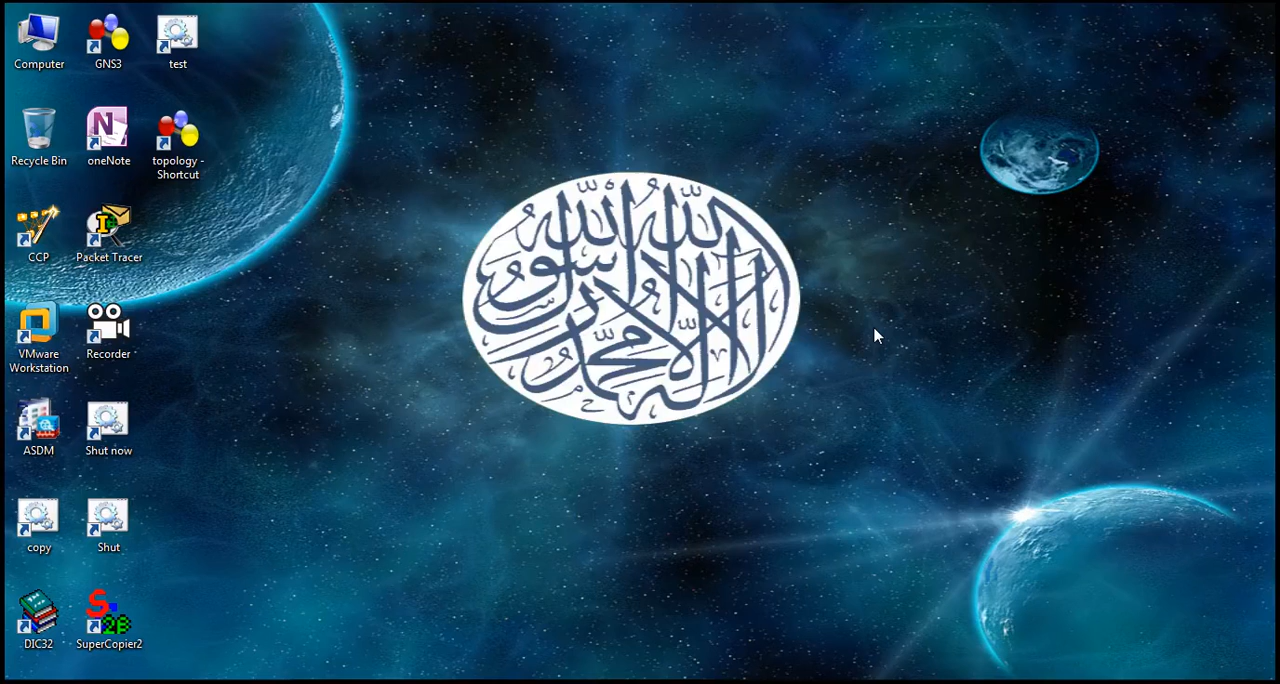 Computer
GNS3
test
Recycle Bin
oneNote
topology -
Shortcut
CCP
Packet Tracer
VMware
Workstation
Recorder
ASDM
Shut now
copy
Shut
DIC32
SuperCopier2
لا إله إلا الله محمد رسول الله